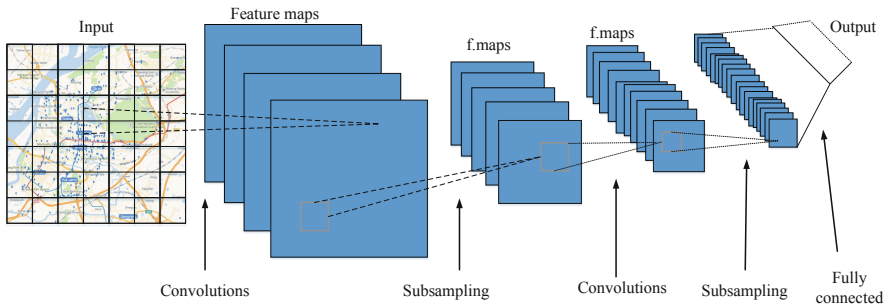 Input
Feature maps
f.maps
f.maps
Output
Convolutions
Subsampling
Convolutions
Subsampling
Fully
connected